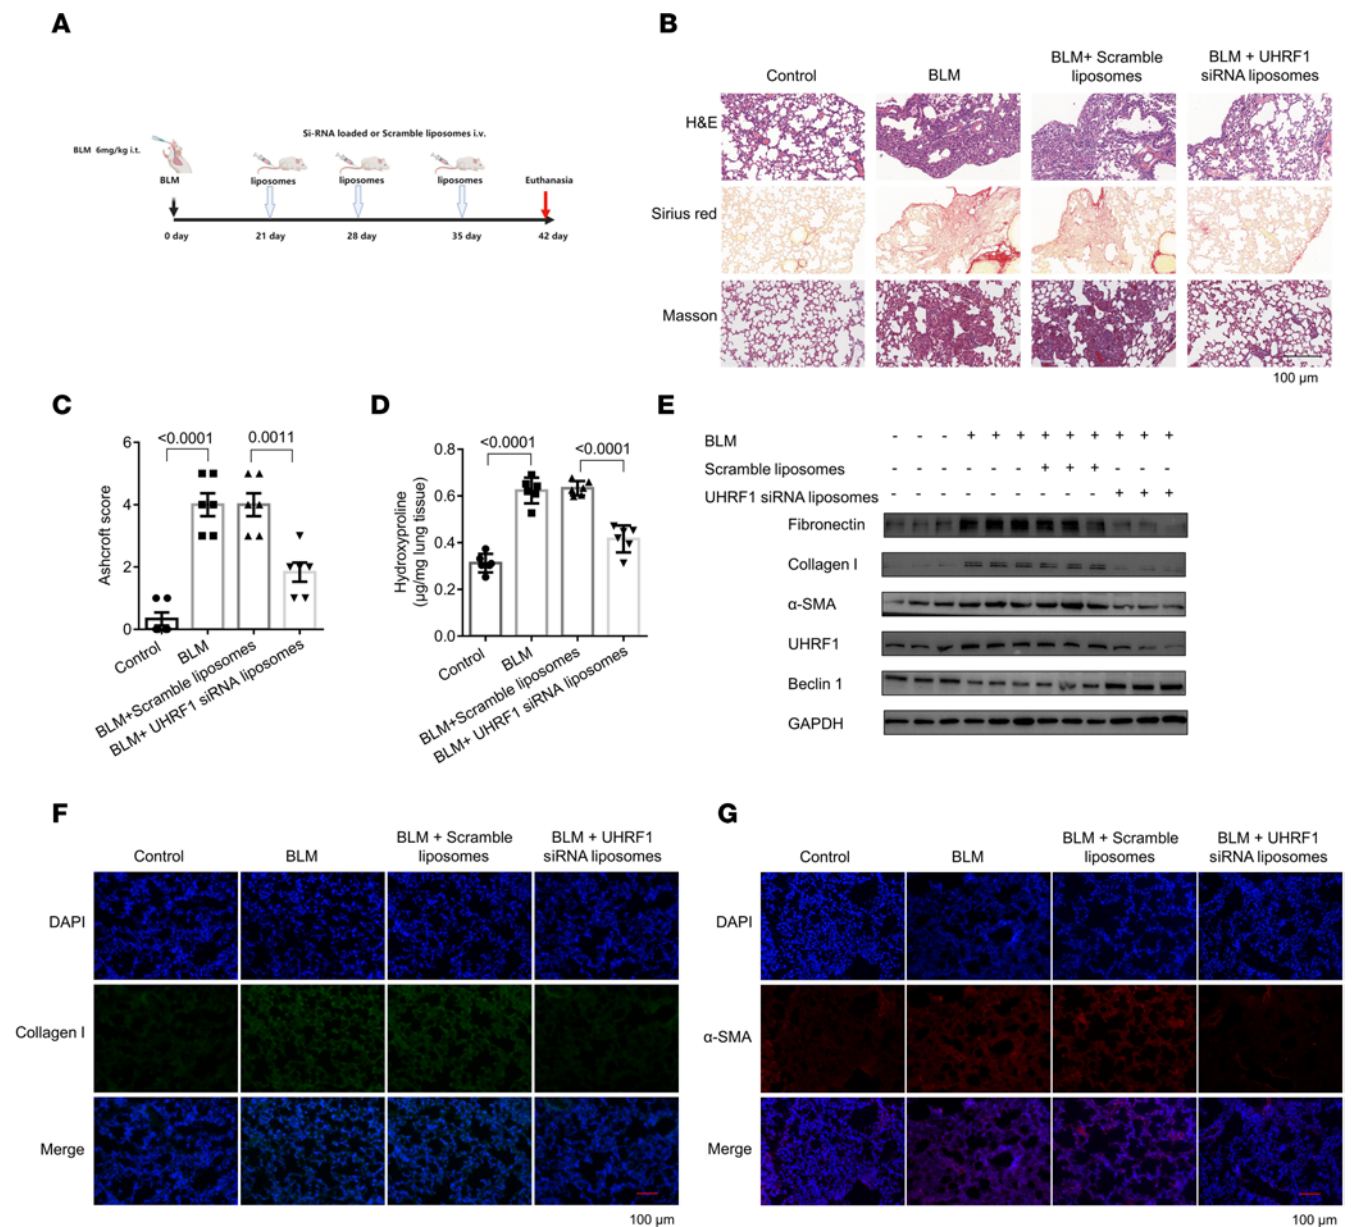 A
Si-RNA loaded or Scramble liposomes i.v.
BLM 6mg/kg i.t.
BLM
liposomes
liposomes
liposomes
Euthanasia
0 day
21 day
28 day
35 day
42 day
B
Control
BLM
BLM+ Scramble
liposomes
BLM + UHRF1
siRNA liposomes
H&E
Sirius red
Masson
100 µm
C
<0.0001
0.0011
6
4
2
0
Ashcroft score
Control
BLM
BLM+Scramble liposomes
BLM+ UHRF1 siRNA liposomes
D
<0.0001
<0.0001
0.8
0.6
0.4
0.2
0.0
Hydroxyproline
(µg/mg lung tissue)
Control
BLM
BLM+Scramble liposomes
BLM+ UHRF1 siRNA liposomes
E
BLM - - - + + + + + + + + +
Scramble liposomes - - - - - - + + + - - -
UHRF1 siRNA liposomes - - - - - - - - - + + +
Fibronectin
Collagen I
α-SMA
UHRF1
Beclin 1
GAPDH
F
Control
BLM
BLM + Scramble
liposomes
BLM + UHRF1
siRNA liposomes
DAPI
Collagen I
Merge
100 µm
G
Control
BLM
BLM + Scramble
liposomes
BLM + UHRF1
siRNA liposomes
DAPI
α-SMA
Merge
100 µm